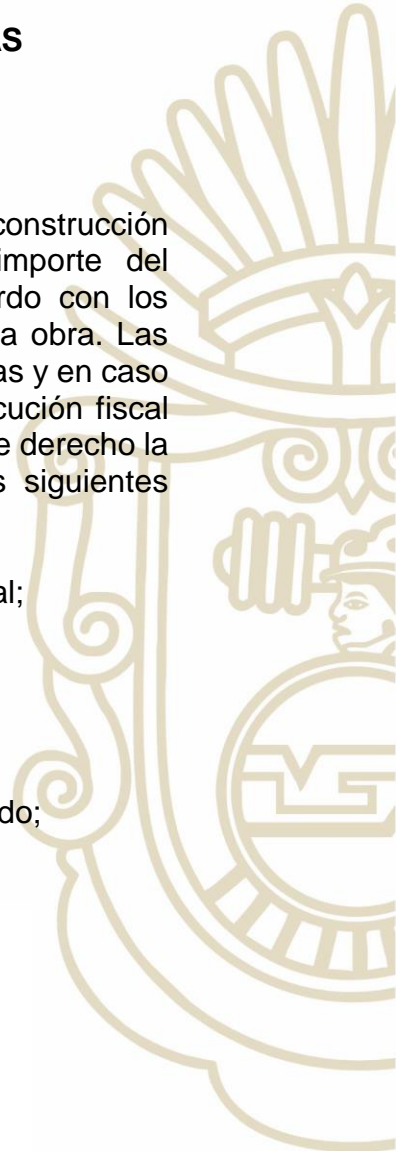 AS
construcción
importe del
rdo con los
a obra. Las
as y en caso
cución fiscal
e derecho la
s siguientes
al;
do;